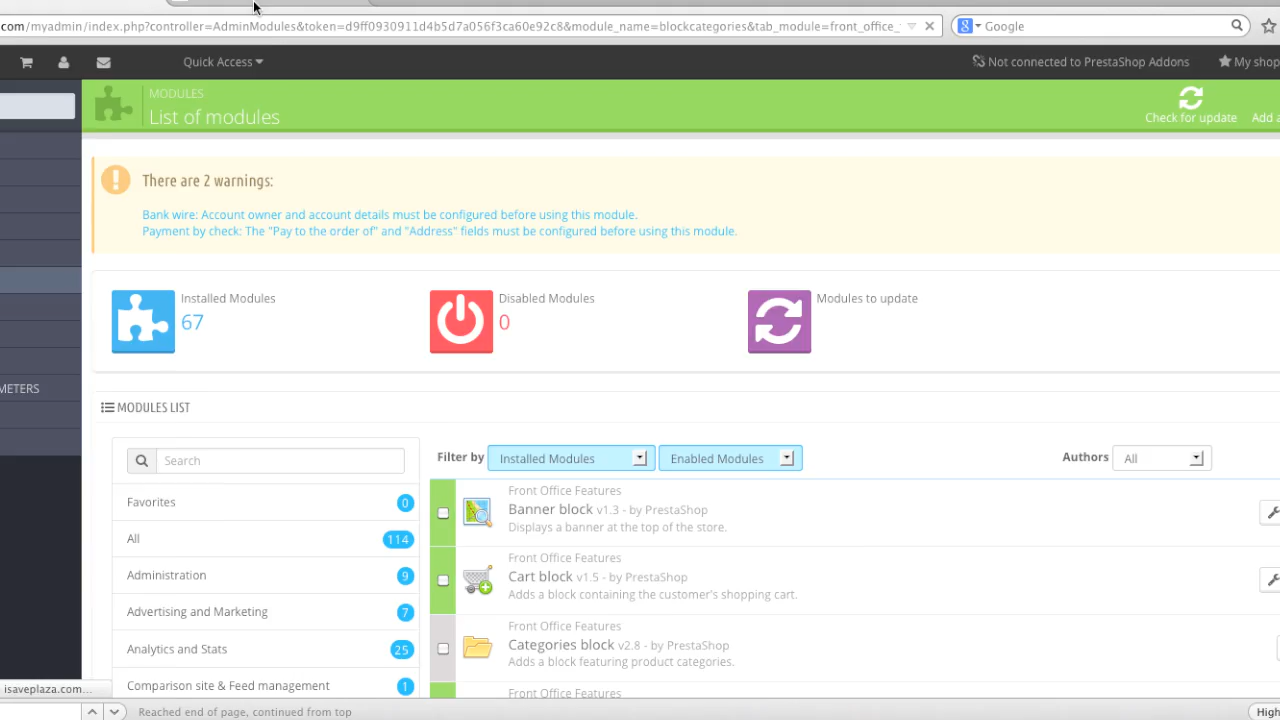 com/myadmin/index.php?controller=AdminModules&token=d9ff0930911d4b5d7a056f3ca60e92c8&module_name=blockcategories&tab_module=front_office_
Google
Quick Access
Not connected to PrestaShop Addons
My shop
MODULES
List of modules
Check for update
Add a
There are 2 warnings:
Bank wire: Account owner and account details must be configured before using this module.
Payment by check: The "Pay to the order of" and "Address" fields must be configured before using this module.
Installed Modules
67
Disabled Modules
0
Modules to update
METERS
MODULES LIST
Search
Filter by
Installed Modules
Enabled Modules
Authors
All
Favorites
0
All
114
Administration
9
Advertising and Marketing
7
Analytics and Stats
25
Comparison site & Feed management
1
Front Office Features
Banner block v1.3 - by PrestaShop
Displays a banner at the top of the store.
Front Office Features
Cart block v1.5 - by PrestaShop
Adds a block containing the customer's shopping cart.
Front Office Features
Categories block v2.8 - by PrestaShop
Adds a block featuring product categories.
Front Office Features
isaveplaza.com...
Reached end of page, continued from top
High